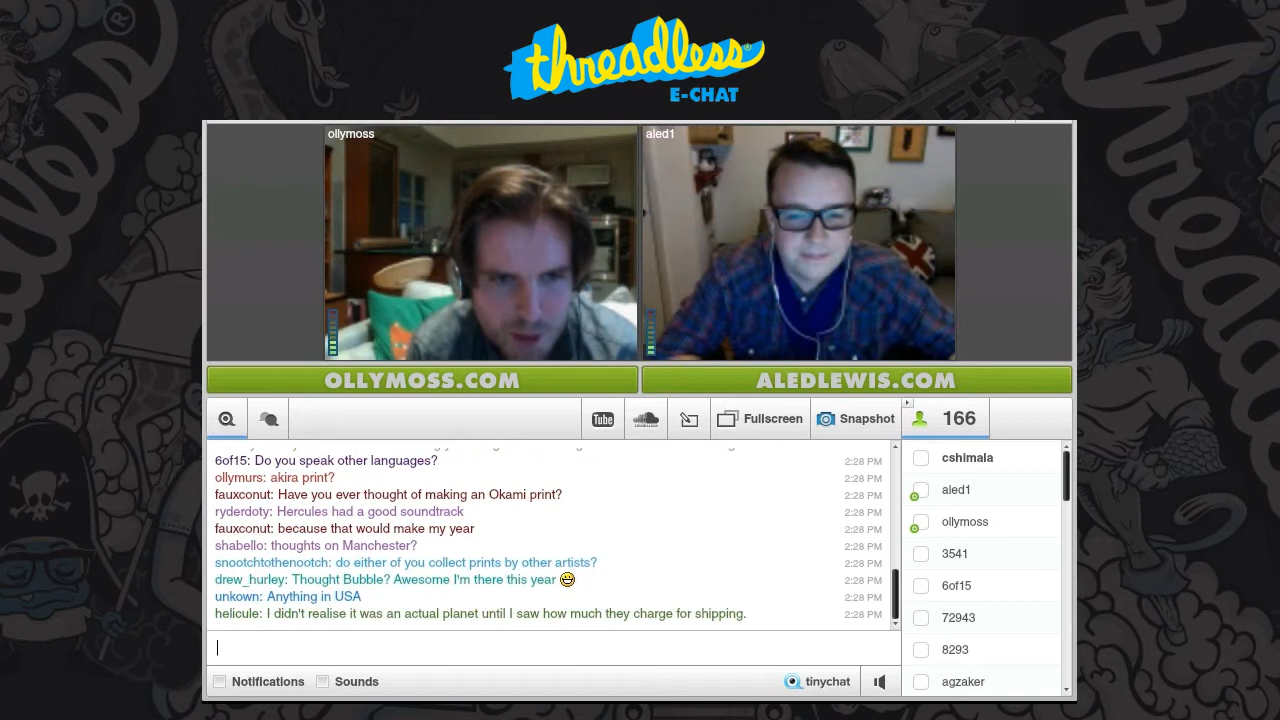 threadless®
E-CHAT
ollymoss
aled1
OLLYMOSS.COM
ALEDLEWIS.COM
You Tube
SOUNDCLOUD
Fullscreen
Snapshot
166
6of15: Do you speak other languages? 2:28 PM
ollymurs: akira print? 2:28 PM
fauxconut: Have you ever thought of making an Okami print? 2:28 PM
ryderdoty: Hercules had a good soundtrack 2:28 PM
fauxconut: because that would make my year 2:28 PM
shabello: thoughts on Manchester? 2:28 PM
snootchtothenootch: do either of you collect prints by other artists? 2:28 PM
drew_hurley: Thought Bubble? Awesome I'm there this year 😀 2:28 PM
unkown: Anything in USA 2:28 PM
helicule: I didn't realise it was an actual planet until I saw how much they charge for shipping. 2:28 PM
cshimala
aled1
ollymoss
3541
6of15
72943
8293
agzaker
Notifications
Sounds
tinychat